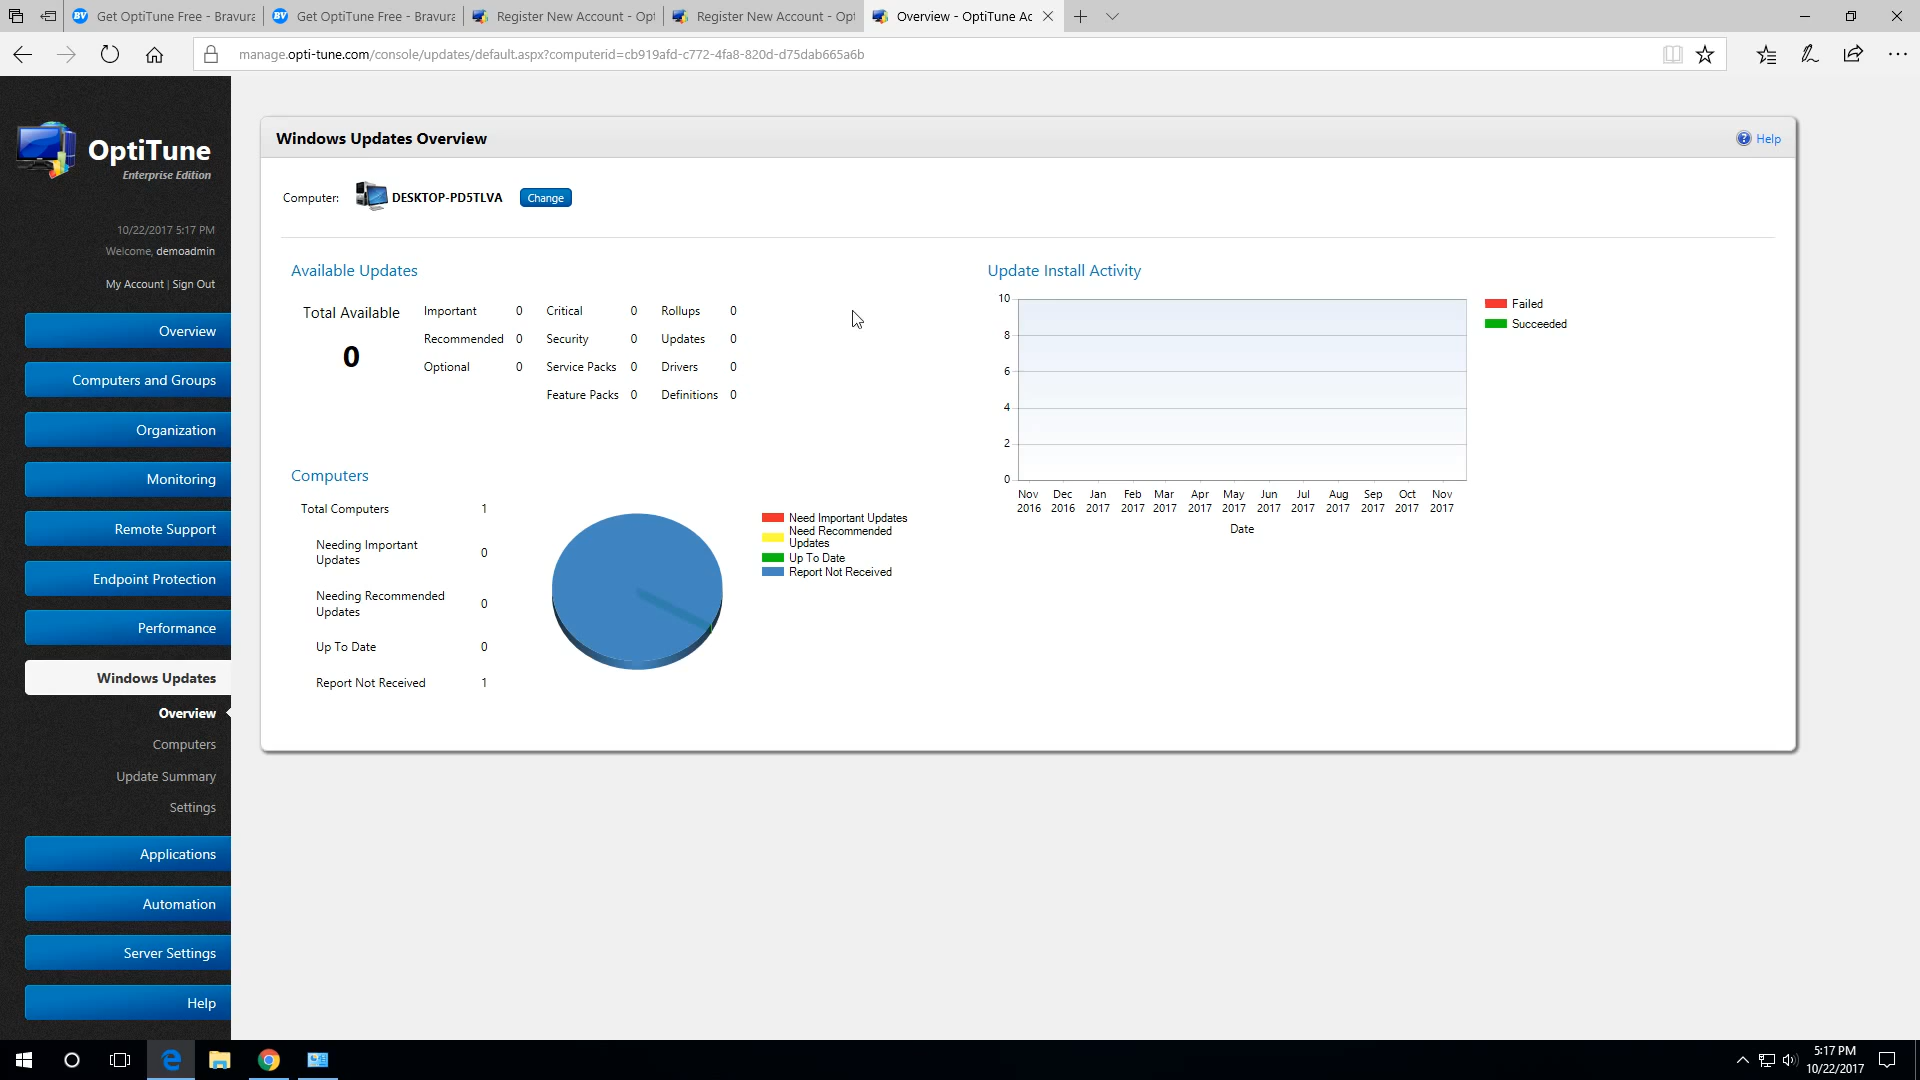 Get OptiTune Free - Bravura
Get OptiTune Free - Bravura
Register New Account - Opt
Register New Account - Opt
Overview - OptiTune Ac
manage.opti-tune.com/console/updates/default.aspx?computerid=cb919afd-c772-4fa8-820d-d75dab665a6b
OptiTune
Enterprise Edition
10/22/2017 5:17 PM
Welcome, demoadmin
My Account | Sign Out
Overview
Computers and Groups
Organization
Monitoring
Remote Support
Endpoint Protection
Performance
Windows Updates
Overview
Computers
Update Summary
Settings
Applications
Automation
Server Settings
Help
Windows Updates Overview
Help
Computer: DESKTOP-PD5TLVA Change
Available Updates
Total Available
0
Important 0 Critical 0 Rollups 0
Recommended 0 Security 0 Updates 0
Optional 0 Service Packs 0 Drivers 0
Feature Packs 0 Definitions 0
Computers
Total Computers 1
Needing Important
Updates 0
Needing Recommended
Updates 0
Up To Date 0
Report Not Received 1
Need Important Updates
Need Recommended
Updates
Up To Date
Report Not Received
Update Install Activity
10
8
6
4
2
0
Nov Dec Jan Feb Mar Apr May Jun Jul Aug Sep Oct Nov
2016 2016 2017 2017 2017 2017 2017 2017 2017 2017 2017 2017 2017
Date
Failed
Succeeded
5:17 PM
10/22/2017